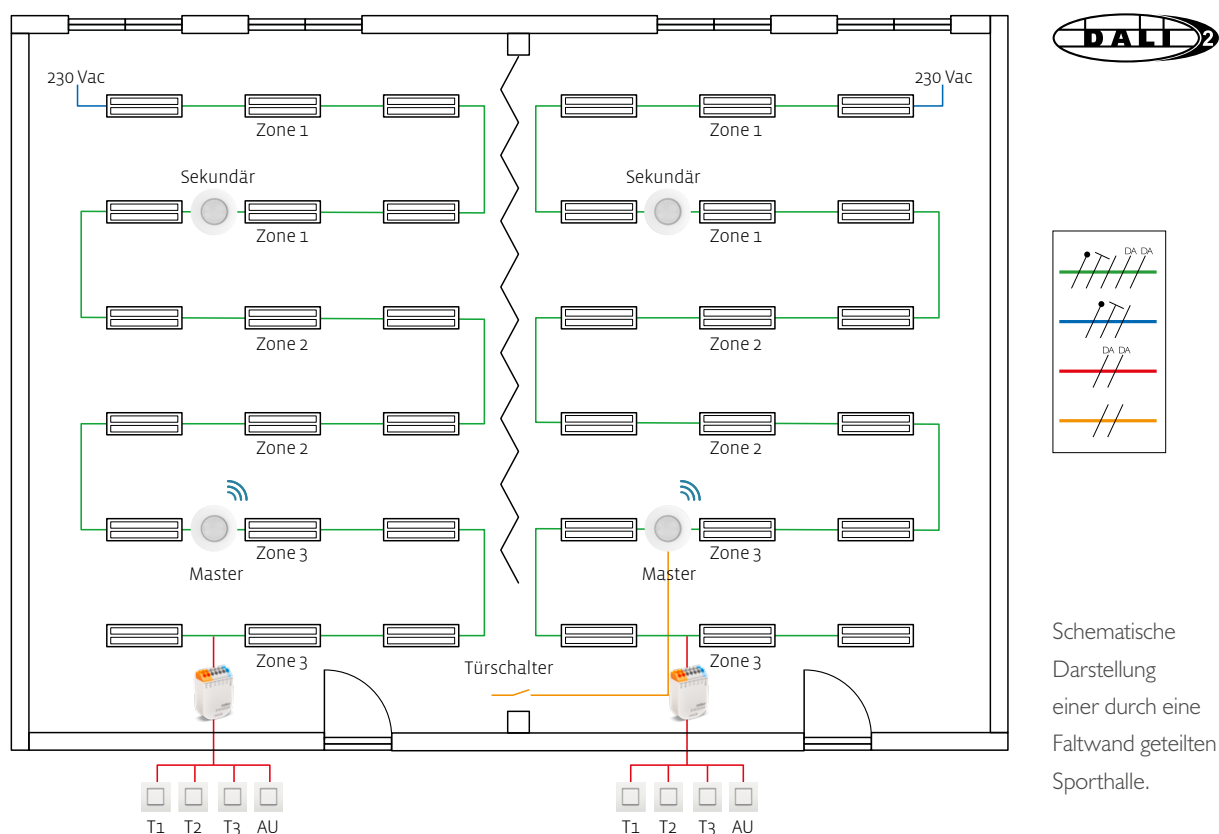 DALI 2
230 Vac
230 Vac
Zone 1
Zone 1
Sekundär
Sekundär
Zone 1
Zone 1
DA DA
Zone 2
Zone 2
DA DA
Zone 2
Zone 2
Zone 3
Zone 3
Master
Master
Zone 3
Türschalter
Zone 3
Schematische
Darstellung
einer durch eine
Faltwand geteilten
Sporthalle.
T1 T2 T3 AU
T1 T2 T3 AU